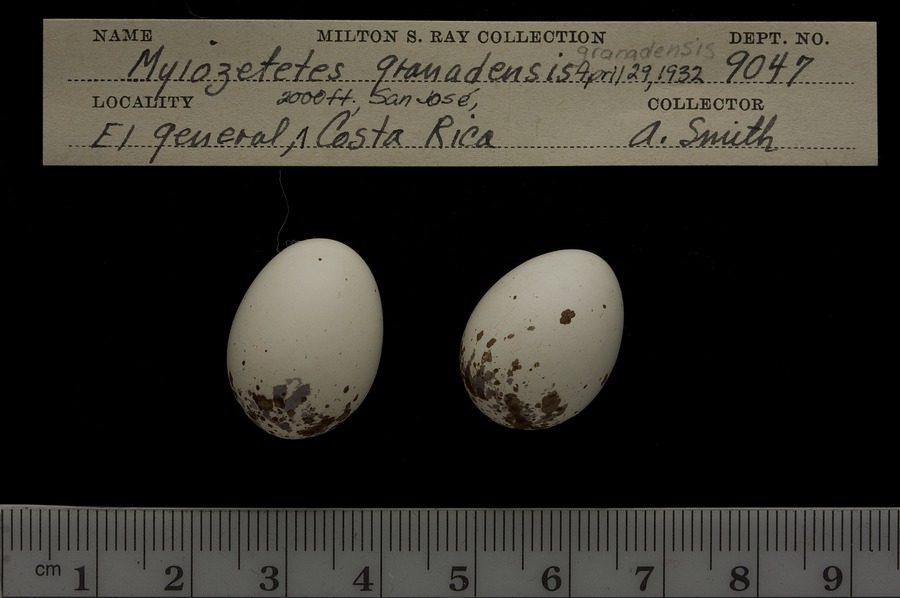 NAME MILTON S. RAY COLLECTION DEPT. NO.
granadensis
Myiozetetes granadensis April 29, 1932 9047
LOCALITY 2000 ft., San José, COLLECTOR
El general, ∧ Costa Rica A. Smith
cm 1 2 3 4 5 6 7 8 9